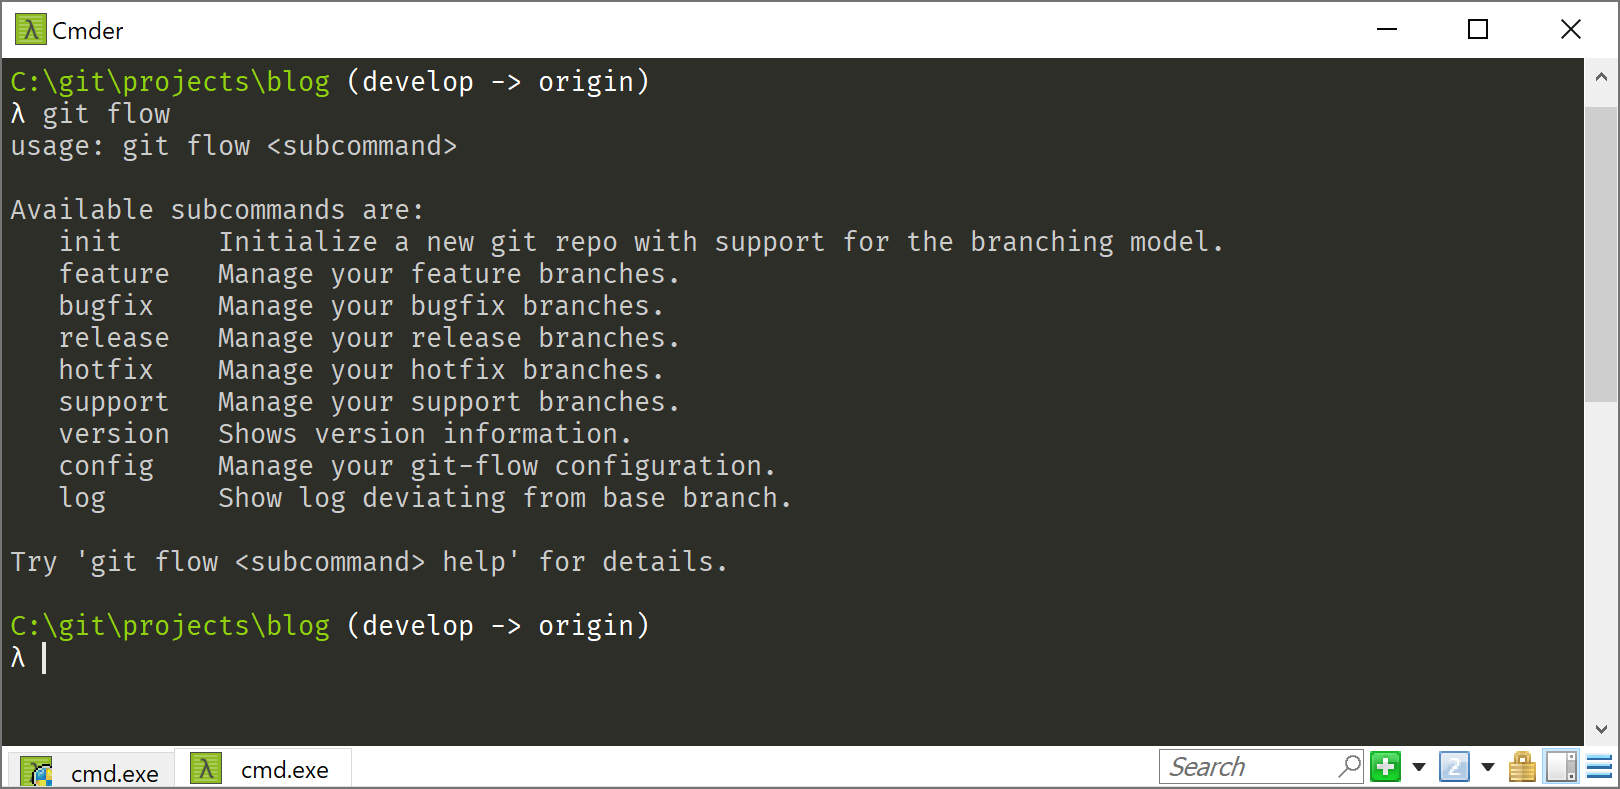 Cmder
C:\git\projects\blog (develop -> origin)
λ git flow
usage: git flow <subcommand>
Available subcommands are:
init Initialize a new git repo with support for the branching model.
feature Manage your feature branches.
bugfix Manage your bugfix branches.
release Manage your release branches.
hotfix Manage your hotfix branches.
support Manage your support branches.
version Shows version information.
config Manage your git-flow configuration.
log Show log deviating from base branch.
Try 'git flow <subcommand> help' for details.
C:\git\projects\blog (develop -> origin)
λ
cmd.exe cmd.exe Search 2